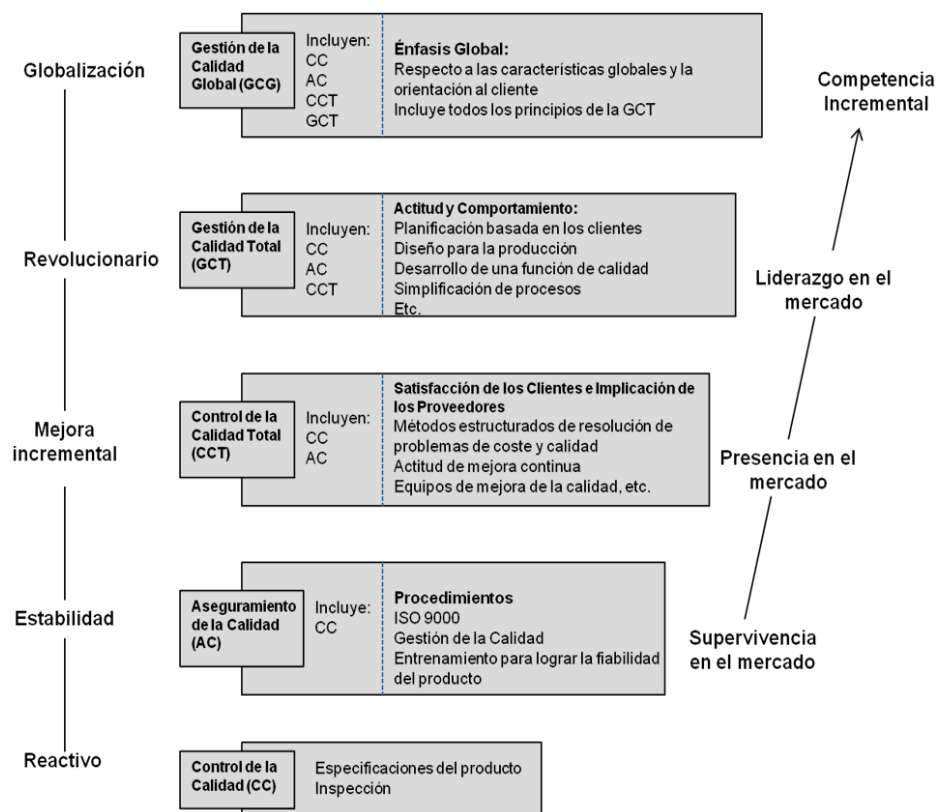 Globalización
Gestión de la
Calidad
Global (GCG)
Incluyen:
CC
AC
CCT
GCT
Énfasis Global:
Respecto a las características globales y la
orientación al cliente
Incluye todos los principios de la GCT
Competencia
Incremental
Revolucionario
Gestión de la
Calidad Total
(GCT)
Incluyen:
CC
AC
CCT
Actitud y Comportamiento:
Planificación basada en los clientes
Diseño para la producción
Desarrollo de una función de calidad
Simplificación de procesos
Etc.
Liderazgo en el
mercado
Mejora
incremental
Control de la
Calidad Total
(CCT)
Incluyen:
CC
AC
Satisfacción de los Clientes e Implicación de
los Proveedores
Métodos estructurados de resolución de
problemas de coste y calidad
Actitud de mejora continua
Equipos de mejora de la calidad, etc.
Presencia en el
mercado
Estabilidad
Aseguramiento
de la Calidad
(AC)
Incluye:
CC
Procedimientos
ISO 9000
Gestión de la Calidad
Entrenamiento para lograr la fiabilidad
del producto
Supervivencia
en el mercado
Reactivo
Control de la
Calidad (CC)
Especificaciones del producto
Inspección